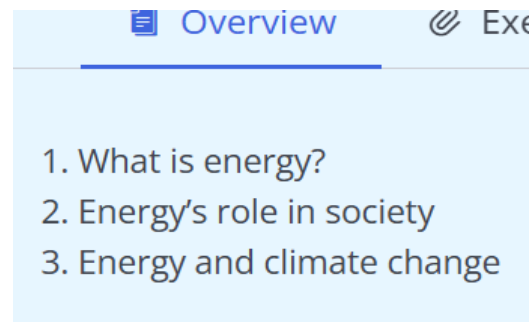 Overview
1. What is energy?
2. Energy's role in society
3. Energy and climate change